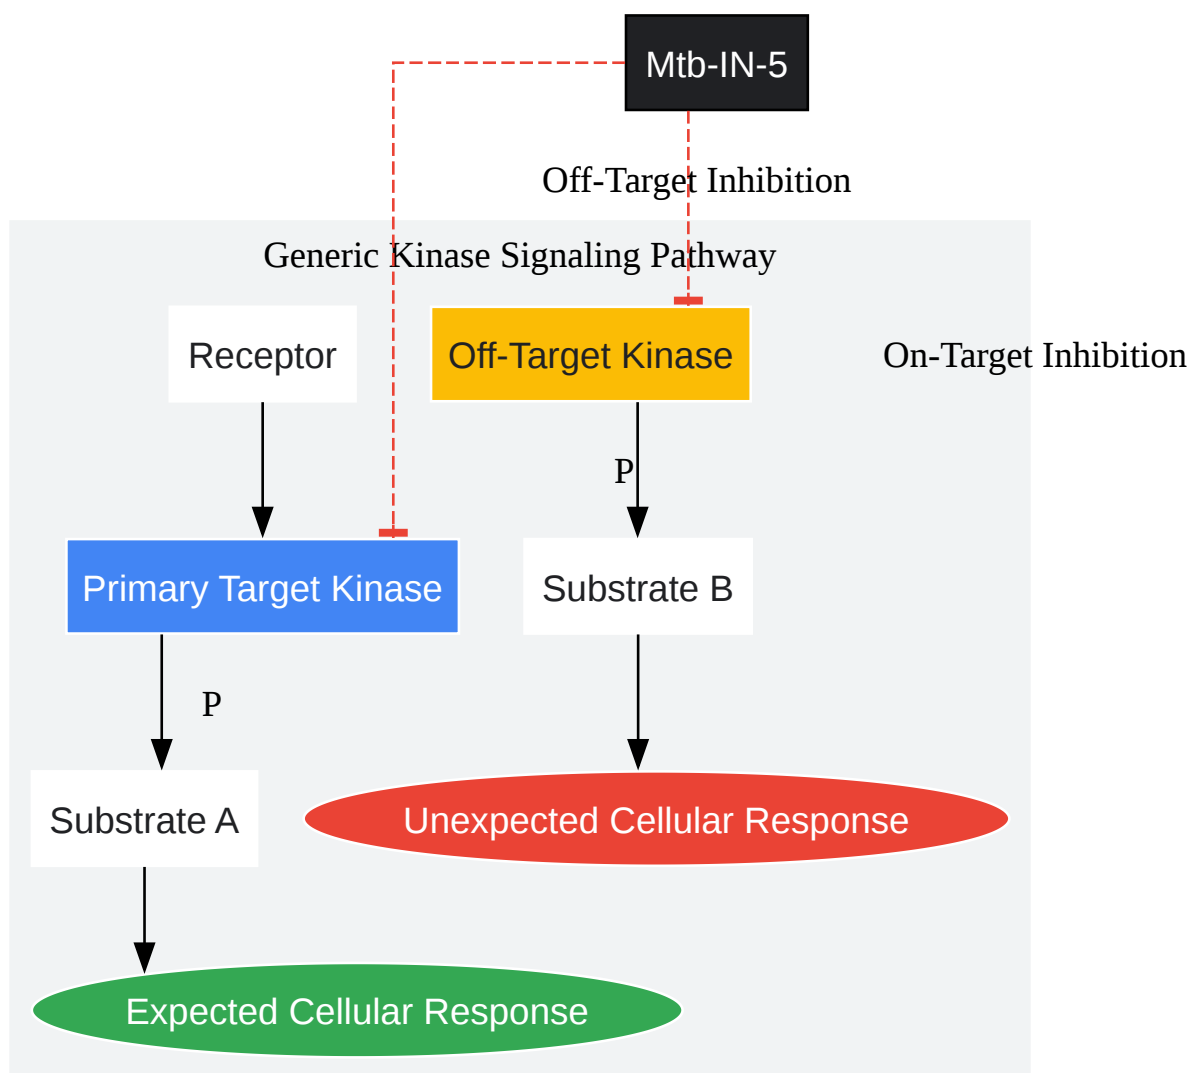 Mtb-IN-5
Off-Target Inhibition
Generic Kinase Signaling Pathway
Receptor
Off-Target Kinase
On-Target Inhibition
P
Primary Target Kinase
Substrate B
P
Substrate A
Unexpected Cellular Response
Expected Cellular Response